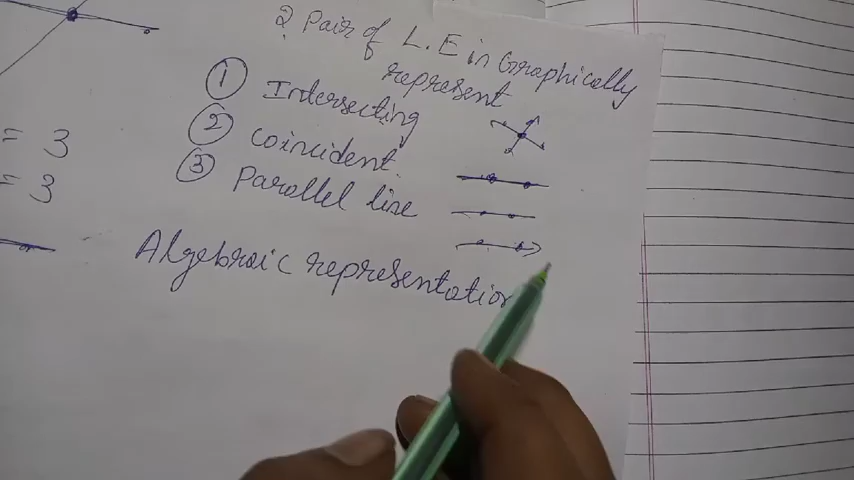 2 Pair of L.E in Graphically
represent
① Intersecting
② Coincident.
③ Parallel line
= 3
= 3
Algebraic representation